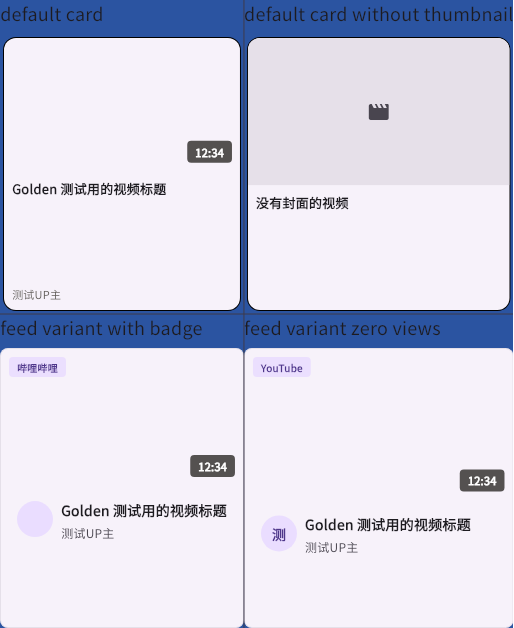 default card
default card without thumbnail
12:34
Golden 测试用的视频标题
测试UP主
没有封面的视频
feed variant with badge
feed variant zero views
哔哩哔哩
12:34
Golden 测试用的视频标题
测试UP主
YouTube
12:34
测
Golden 测试用的视频标题
测试UP主